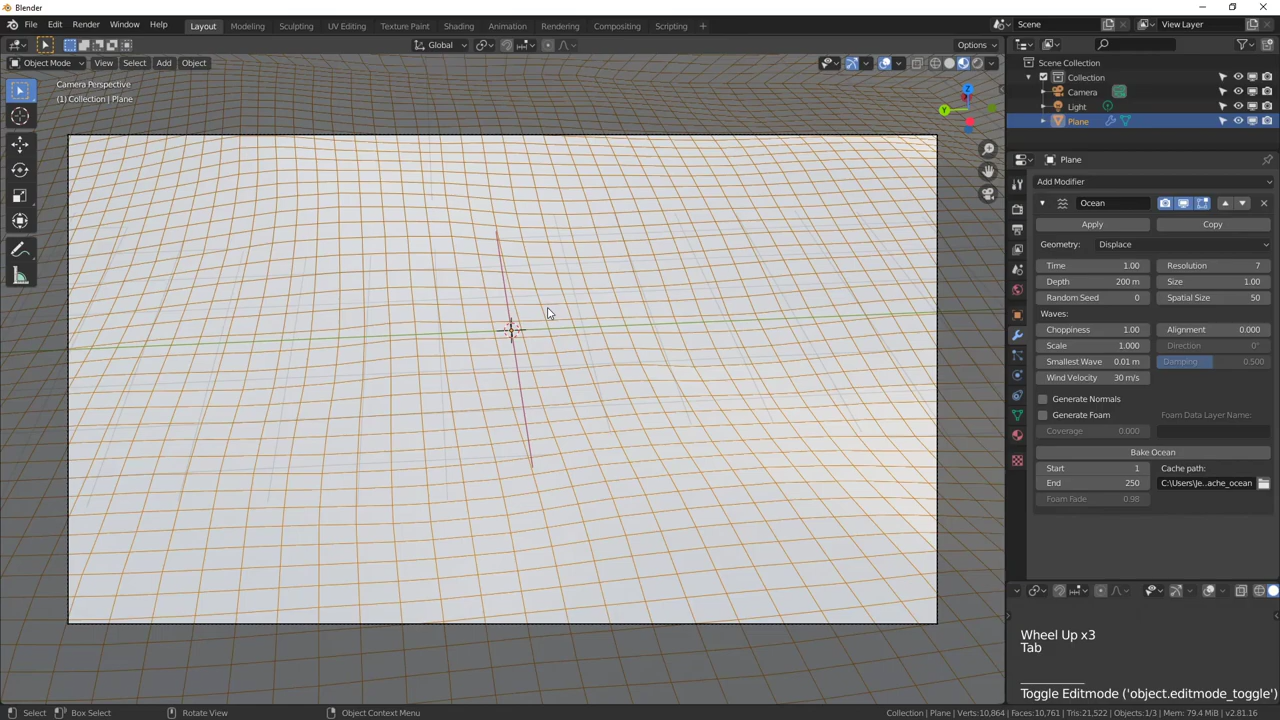 Blender
File Edit Render Window Help Layout Modeling Sculpting UV Editing Texture Paint Shading Animation Rendering Compositing Scripting Scene View Layer
Global Options
Object Mode View Select Add Object
Camera Perspective
(1) Collection | Plane
Z
Y
Scene Collection
Collection
Camera
Light
Plane
Plane
Add Modifier
Ocean
Apply Copy
Geometry: Displace
Time 1.00 Resolution 7
Depth 200 m Size 1.00
Random Seed 0 Spatial Size 50
Waves:
Choppiness 1.00 Alignment 0.000
Scale 1.000 Direction 0°
Smallest Wave 0.01 m Damping 0.500
Wind Velocity 30 m/s
Generate Normals
Generate Foam Foam Data Layer Name:
Coverage 0.000
Bake Ocean
Start 1 Cache path:
End 250 C:\Users\Je..ache_ocean
Foam Fade 0.98
Wheel Up x3
Tab
Toggle Editmode ('object.editmode_toggle')
Select Box Select Rotate View Object Context Menu Collection | Plane | Verts:10,864 | Faces:10,761 | Tris:21,522 | Objects:1/3 | Mem: 79.4 MiB | v2.81.16